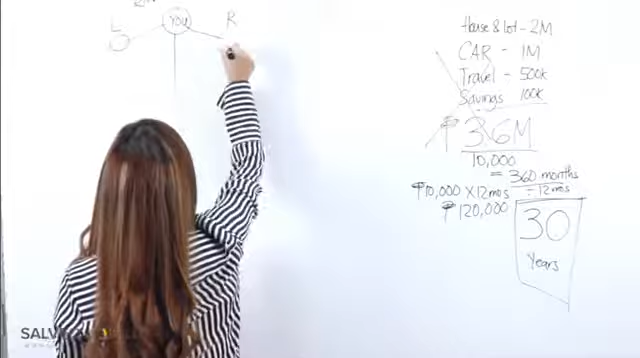 2M
L YOU R
House & lot - 2M
CAR - 1M
Travel - 500k
Savings 100k
₱ 3.6M
10,000
= 360 months
÷ 12mos
₱10,000 x 12mos
₱ 120,000
30
Years